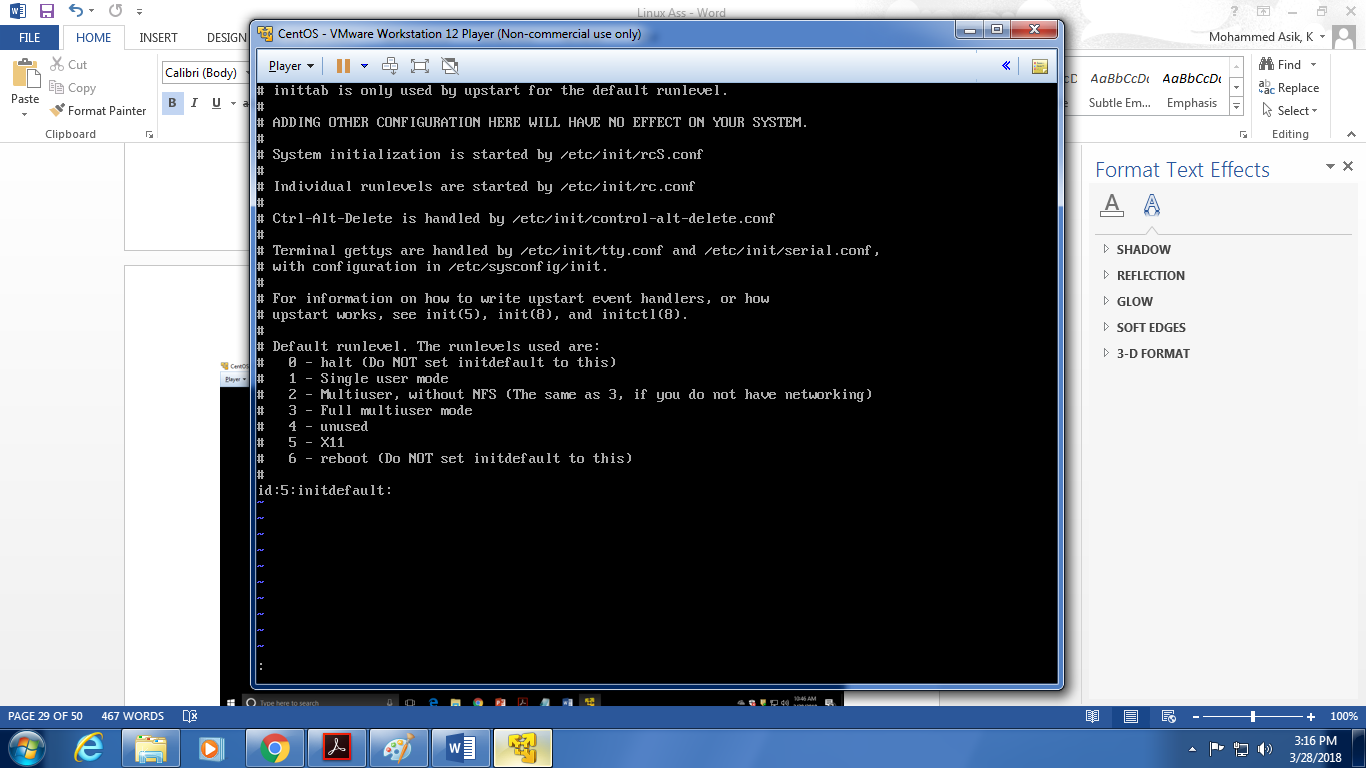 Linux Ass - Word
FILE
HOME
INSERT
DESIGN
Mohammed Asik, K
Cut
Copy
Format Painter
Paste
Clipboard
Calibri (Body)
B I U
AaBbCcDc
AaBbCcDc
Subtle Em...
Emphasis
Find
Replace
Select
Editing
CentOS - VMware Workstation 12 Player (Non-commercial use only)
Player
# inittab is only used by upstart for the default runlevel.
#
# ADDING OTHER CONFIGURATION HERE WILL HAVE NO EFFECT ON YOUR SYSTEM.
#
# System initialization is started by /etc/init/rcS.conf
#
# Individual runlevels are started by /etc/init/rc.conf
#
# Ctrl-Alt-Delete is handled by /etc/init/control-alt-delete.conf
#
# Terminal gettys are handled by /etc/init/tty.conf and /etc/init/serial.conf,
# with configuration in /etc/sysconfig/init.
#
# For information on how to write upstart event handlers, or how
# upstart works, see init(5), init(8), and initctl(8).
#
# Default runlevel. The runlevels used are:
#   0 - halt (Do NOT set initdefault to this)
#   1 - Single user mode
#   2 - Multiuser, without NFS (The same as 3, if you do not have networking)
#   3 - Full multiuser mode
#   4 - unused
#   5 - X11
#   6 - reboot (Do NOT set initdefault to this)
#
id:5:initdefault:
~
~
~
~
~
~
~
~
~
~
:
Format Text Effects
SHADOW
REFLECTION
GLOW
SOFT EDGES
3-D FORMAT
CentOS
Player
Type here to search
10:46 AM
PAGE 29 OF 50
467 WORDS
100%
3:16 PM
3/28/2018